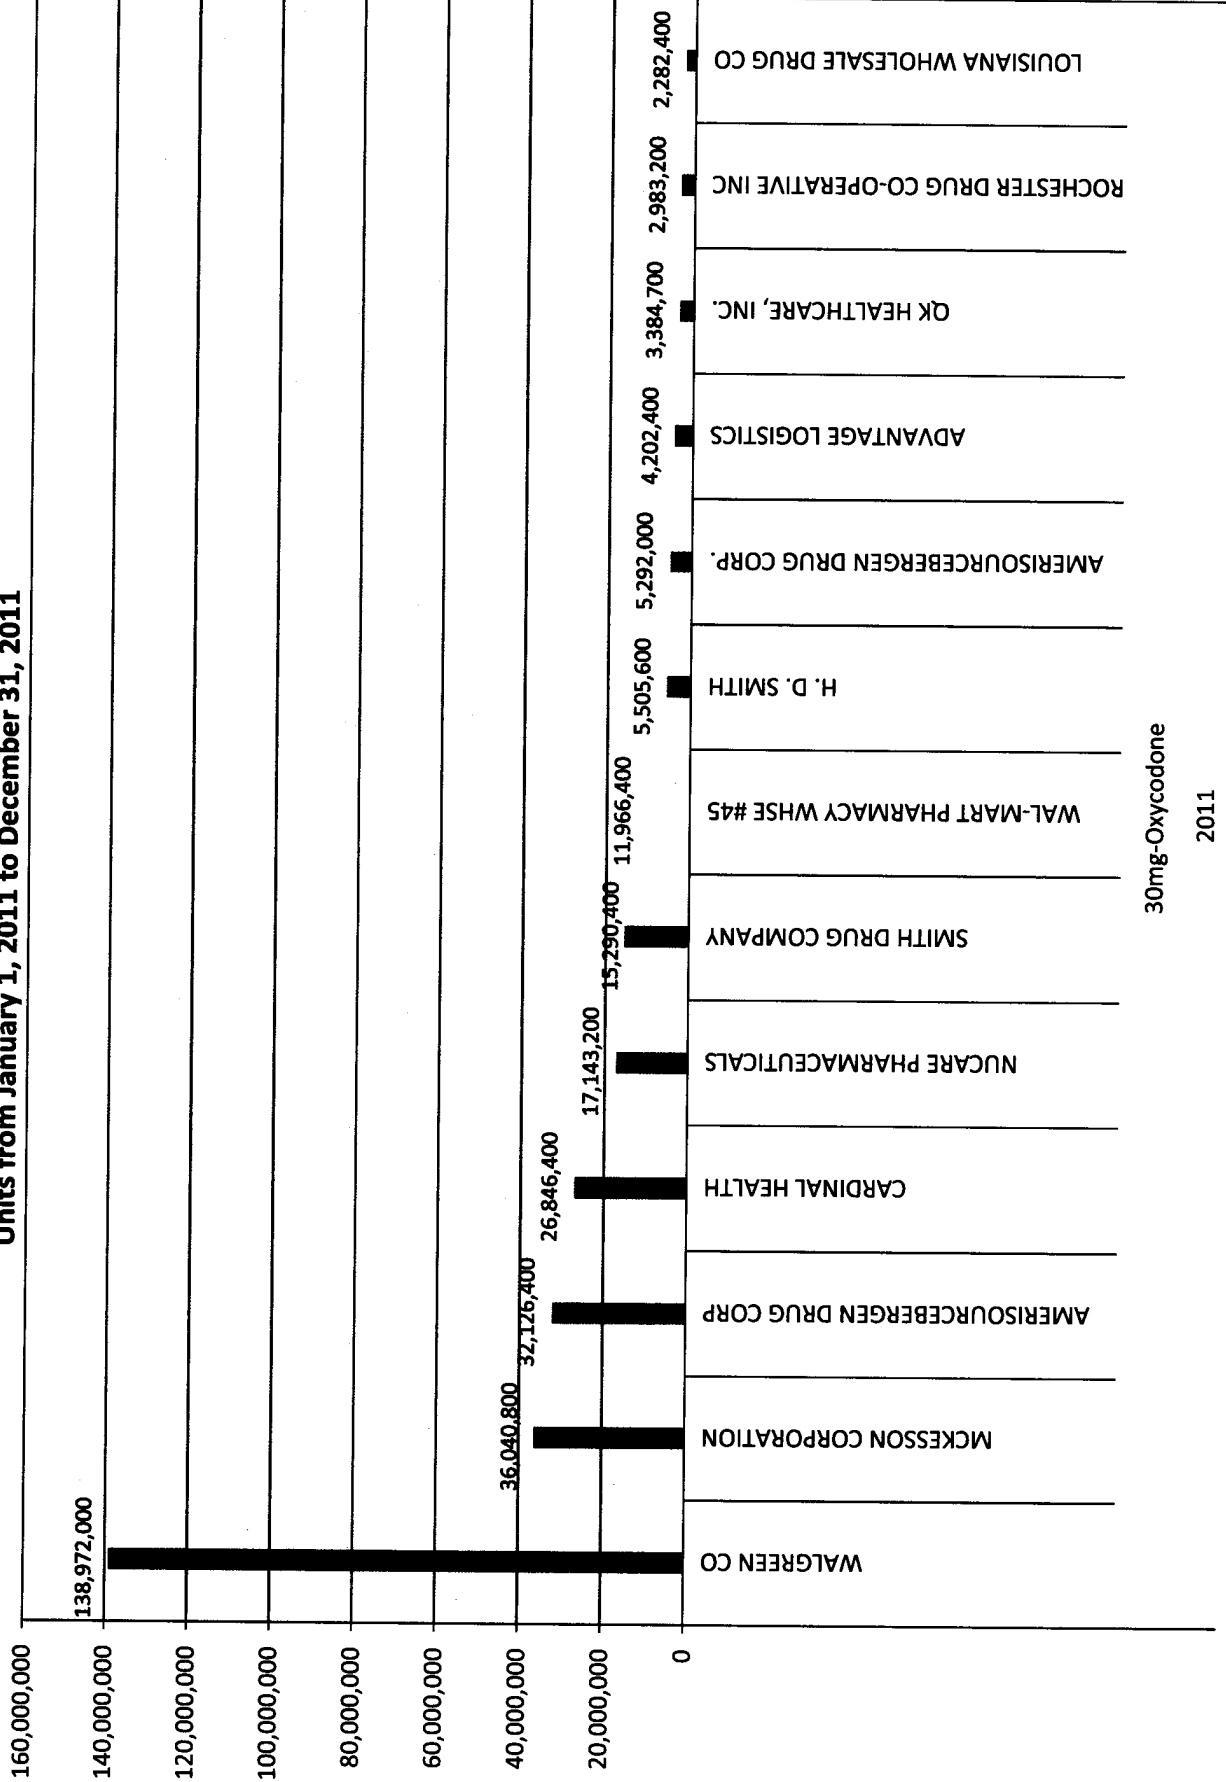 Units from January 1, 2011 to December 31, 2011
160,000,000
140,000,000
120,000,000
100,000,000
80,000,000
60,000,000
40,000,000
20,000,000
0
138,972,000
36,040,800
32,126,400
26,846,400
17,143,200
15,290,400
11,966,400
5,505,600
5,292,000
4,202,400
3,384,700
2,983,200
2,282,400
WALGREEN CO
MCKESSON CORPORATION
AMERISOURCEBERGEN DRUG CORP
CARDINAL HEALTH
NUCARE PHARMACEUTICALS
SMITH DRUG COMPANY
WAL-MART PHARMACY WHSE #45
H. D. SMITH
AMERISOURCEBERGEN DRUG CORP.
ADVANTAGE LOGISTICS
QK HEALTHCARE, INC.
ROCHESTER DRUG CO-OPERATIVE INC
LOUISIANA WHOLESALE DRUG CO
30mg-Oxycodone
2011